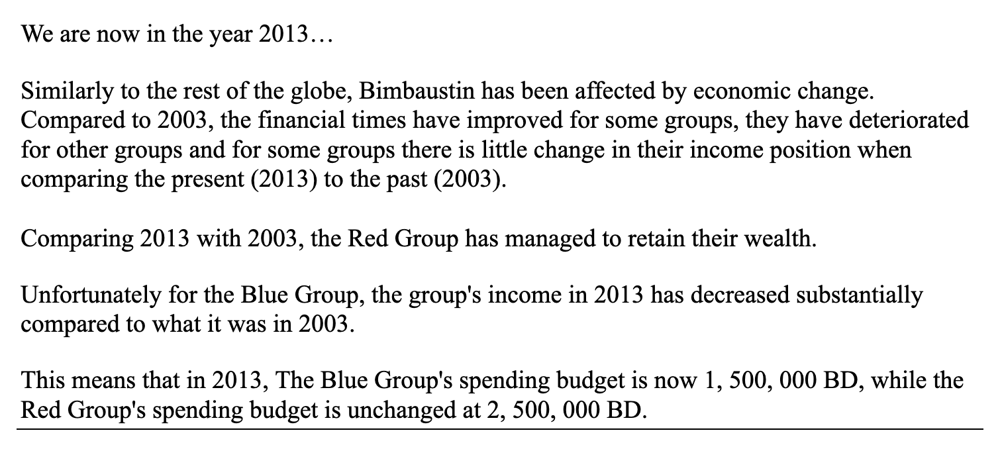 We are now in the year 2013…
Similarly to the rest of the globe, Bimbaustin has been affected by economic change.
Compared to 2003, the financial times have improved for some groups, they have deteriorated
for other groups and for some groups there is little change in their income position when
comparing the present (2013) to the past (2003).
Comparing 2013 with 2003, the Red Group has managed to retain their wealth.
Unfortunately for the Blue Group, the group's income in 2013 has decreased substantially
compared to what it was in 2003.
This means that in 2013, The Blue Group's spending budget is now 1, 500, 000 BD, while the
Red Group's spending budget is unchanged at 2, 500, 000 BD.